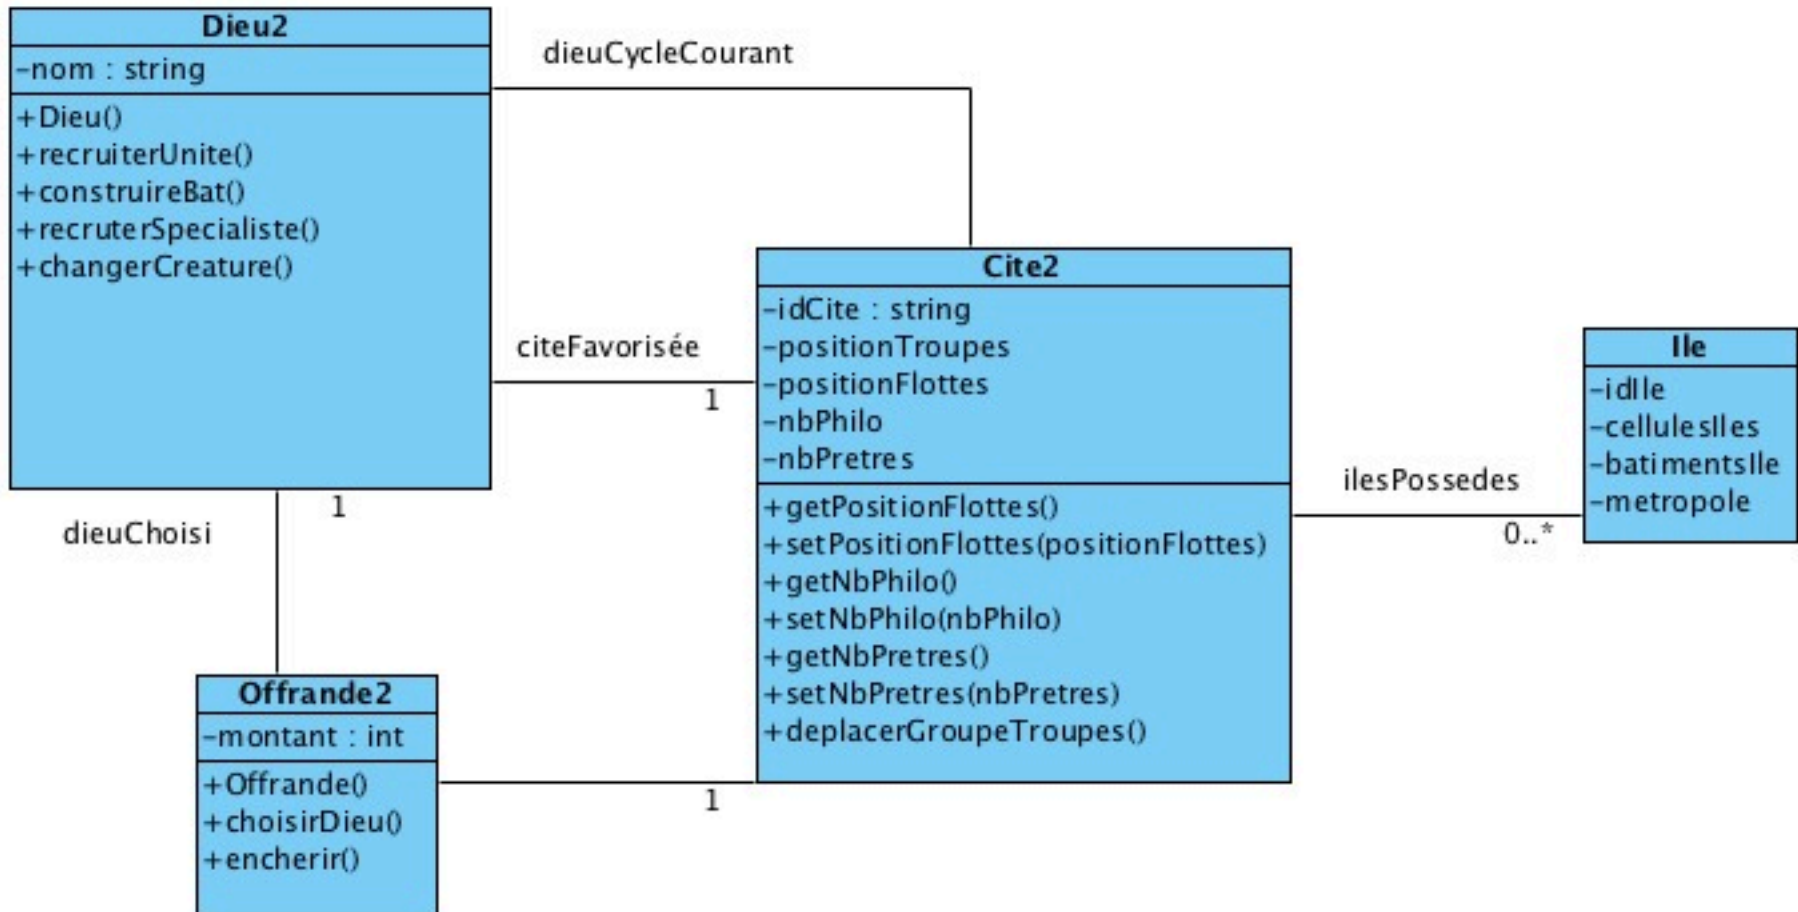 Dieu2
-nom : string
+Dieu()
+recruiterUnite()
+construireBat()
+recruterSpecialiste()
+changerCreature()
dieuCycleCourant
citeFavorisée
1
1
dieuChoisi
Cite2
-idCite : string
-positionTroupes
-positionFlottes
-nbPhilo
-nbPretres
+getPositionFlottes()
+setPositionFlottes(positionFlottes)
+getNbPhilo()
+setNbPhilo(nbPhilo)
+getNbPretres()
+setNbPretres(nbPretres)
+deplacerGroupeTroupes()
ilesPossedes
0..*
Ile
-idIle
-cellulesIles
-batimentsIle
-metropole
Offrande2
-montant : int
+Offrande()
+choisirDieu()
+encherir()
1